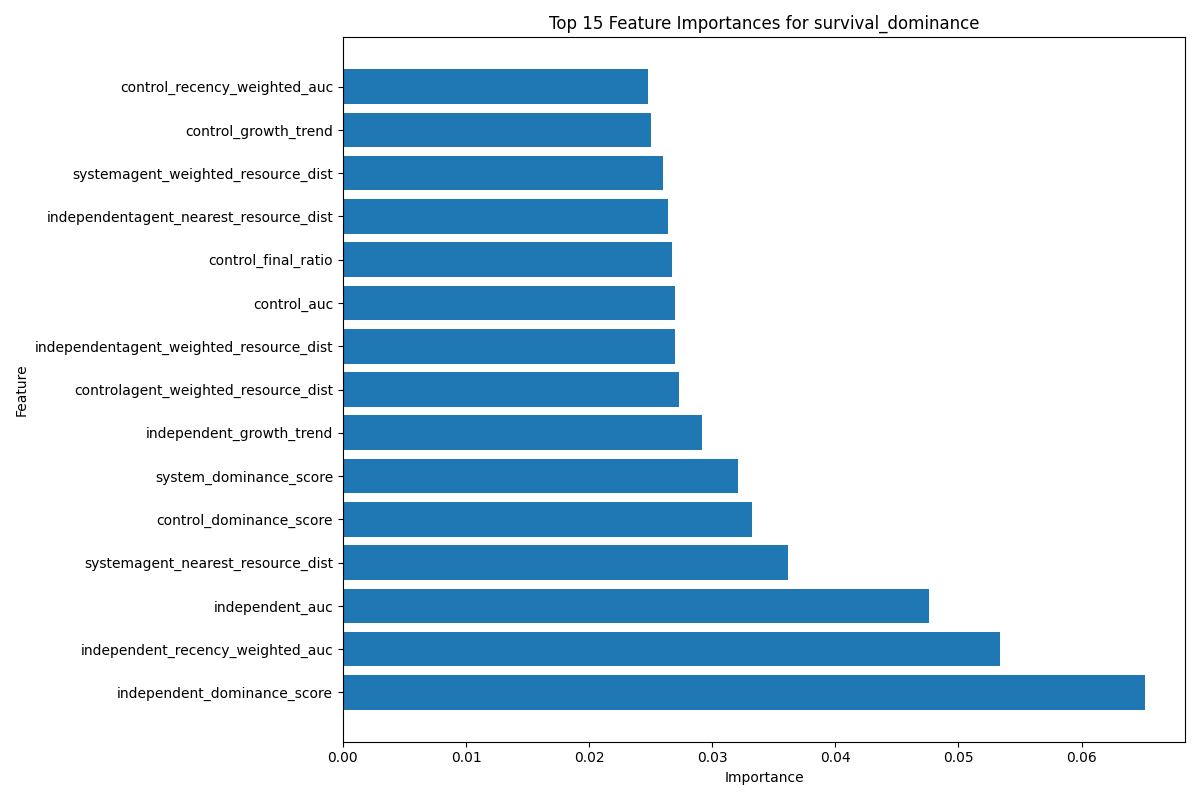 Top 15 Feature Importances for survival_dominance
control_recency_weighted_auc
control_growth_trend
systemagent_weighted_resource_dist
independentagent_nearest_resource_dist
control_final_ratio
control_auc
independentagent_weighted_resource_dist
controlagent_weighted_resource_dist
independent_growth_trend
system_dominance_score
control_dominance_score
systemagent_nearest_resource_dist
independent_auc
independent_recency_weighted_auc
independent_dominance_score
Feature
0.00 0.01 0.02 0.03 0.04 0.05 0.06
Importance